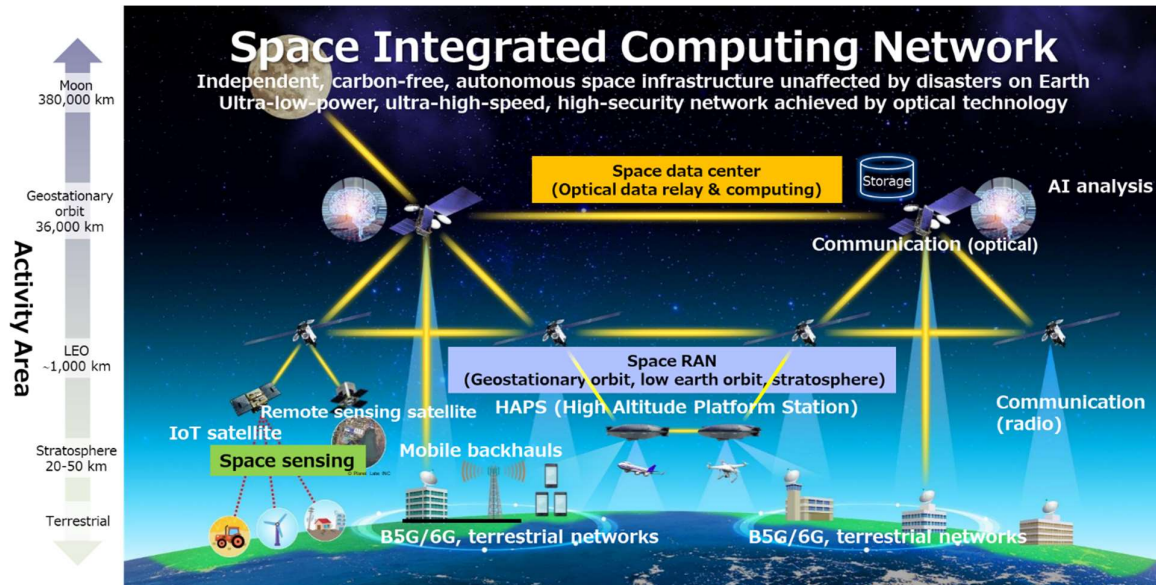 Space Integrated Computing Network
Independent, carbon-free, autonomous space infrastructure unaffected by disasters on Earth
Ultra-low-power, ultra-high-speed, high-security network achieved by optical technology
Activity Area
Moon
380,000 km
Geostationary
orbit
36,000 km
LEO
~1,000 km
Stratosphere
20-50 km
Terrestrial
Space data center
(Optical data relay & computing)
Storage
AI analysis
Communication (optical)
Space RAN
(Geostationary orbit, low earth orbit, stratosphere)
HAPS (High Altitude Platform Station)
Communication
(radio)
Remote sensing satellite
IoT satellite
Space sensing
Mobile backhauls
B5G/6G, terrestrial networks
B5G/6G, terrestrial networks